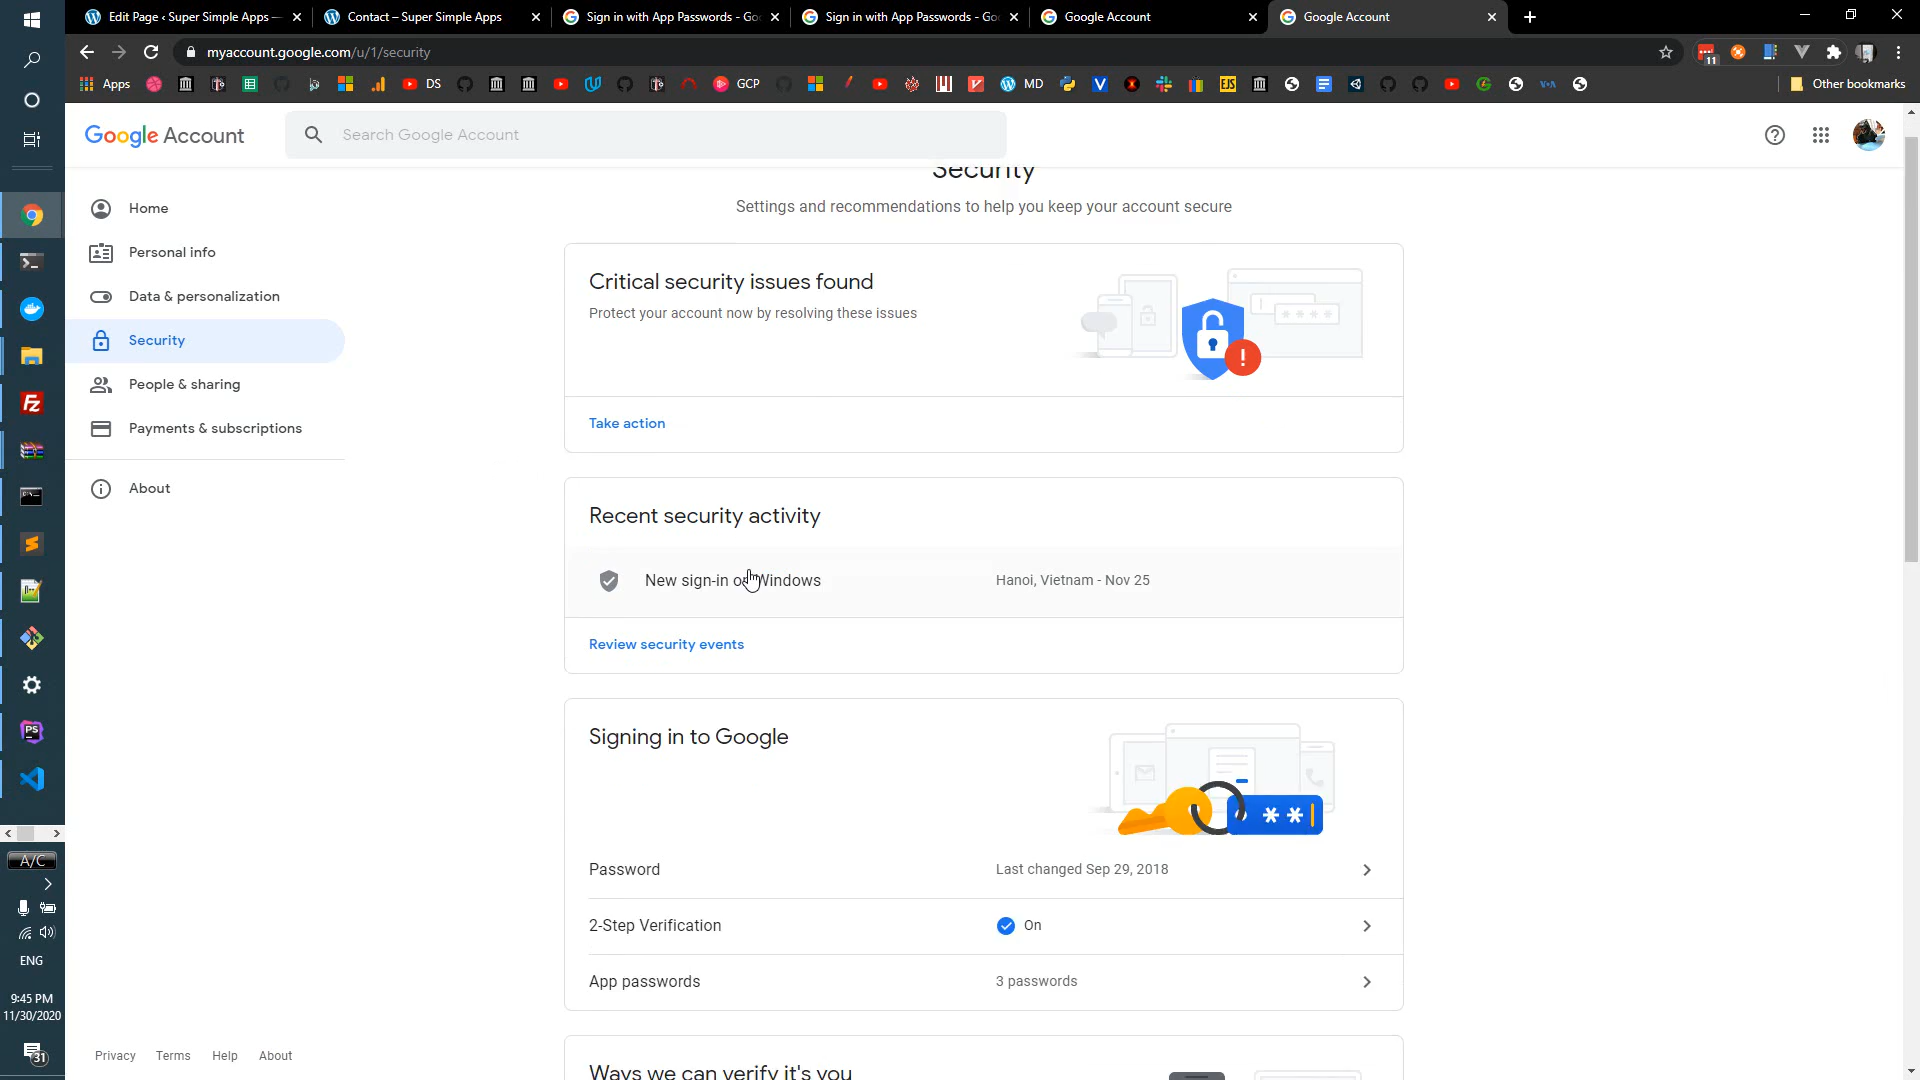 Edit Page ‹ Super Simple Apps —
Contact – Super Simple Apps
Sign in with App Passwords - Go
Sign in with App Passwords - Go
Google Account
Google Account
myaccount.google.com/u/1/security
11
Apps
DS
GCP
MD
EJS
Other bookmarks
Google Account
Search Google Account
Home
Personal info
Data & personalization
Security
People & sharing
Payments & subscriptions
About
Security
Settings and recommendations to help you keep your account secure
Critical security issues found
Protect your account now by resolving these issues
Take action
Recent security activity
New sign-in on Windows
Hanoi, Vietnam - Nov 25
Review security events
Signing in to Google
Password
Last changed Sep 29, 2018
2-Step Verification
On
App passwords
3 passwords
Ways we can verify it's you
Privacy
Terms
Help
About
A/C
ENG
9:45 PM
11/30/2020
31